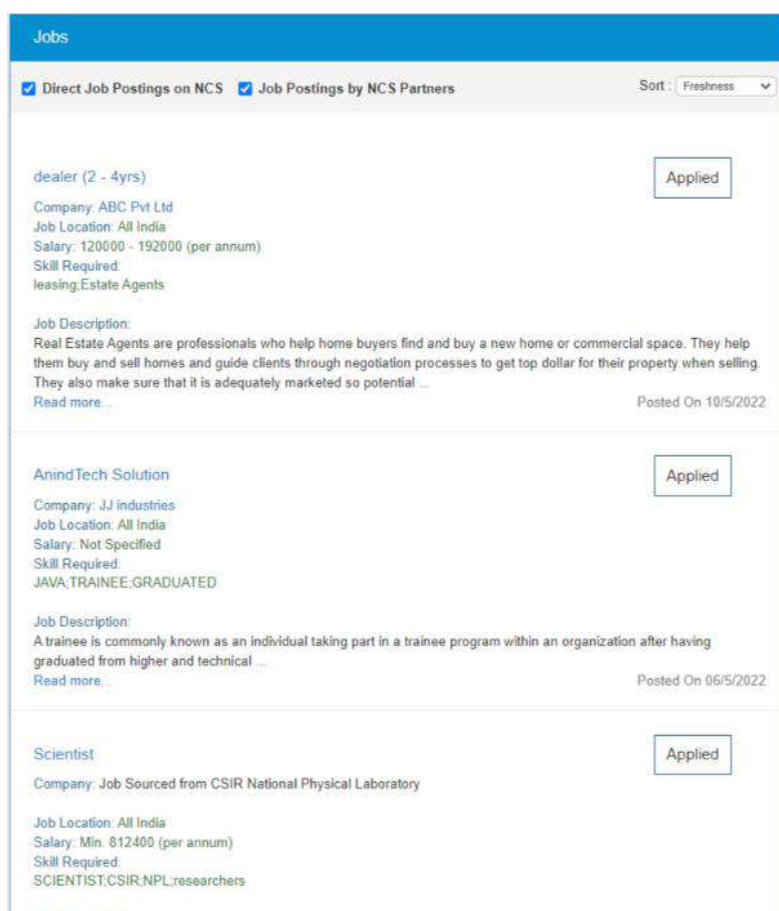 Jobs
Direct Job Postings on NCS Job Postings by NCS Partners Sort : Freshness
dealer (2 - 4yrs) Applied
Company: ABC Pvt Ltd
Job Location: All India
Salary: 120000 - 192000 (per annum)
Skill Required:
leasing;Estate Agents
Job Description:
Real Estate Agents are professionals who help home buyers find and buy a new home or commercial space. They help
them buy and sell homes and guide clients through negotiation processes to get top dollar for their property when selling.
They also make sure that it is adequately marketed so potential ...
Read more... Posted On 10/5/2022
AnindTech Solution Applied
Company: JJ industries
Job Location: All India
Salary: Not Specified
Skill Required:
JAVA;TRAINEE;GRADUATED
Job Description:
A trainee is commonly known as an individual taking part in a trainee program within an organization after having
graduated from higher and technical ...
Read more... Posted On 06/5/2022
Scientist Applied
Company: Job Sourced from CSIR National Physical Laboratory
Job Location: All India
Salary: Min. 812400 (per annum)
Skill Required:
SCIENTIST;CSIR;NPL;researchers